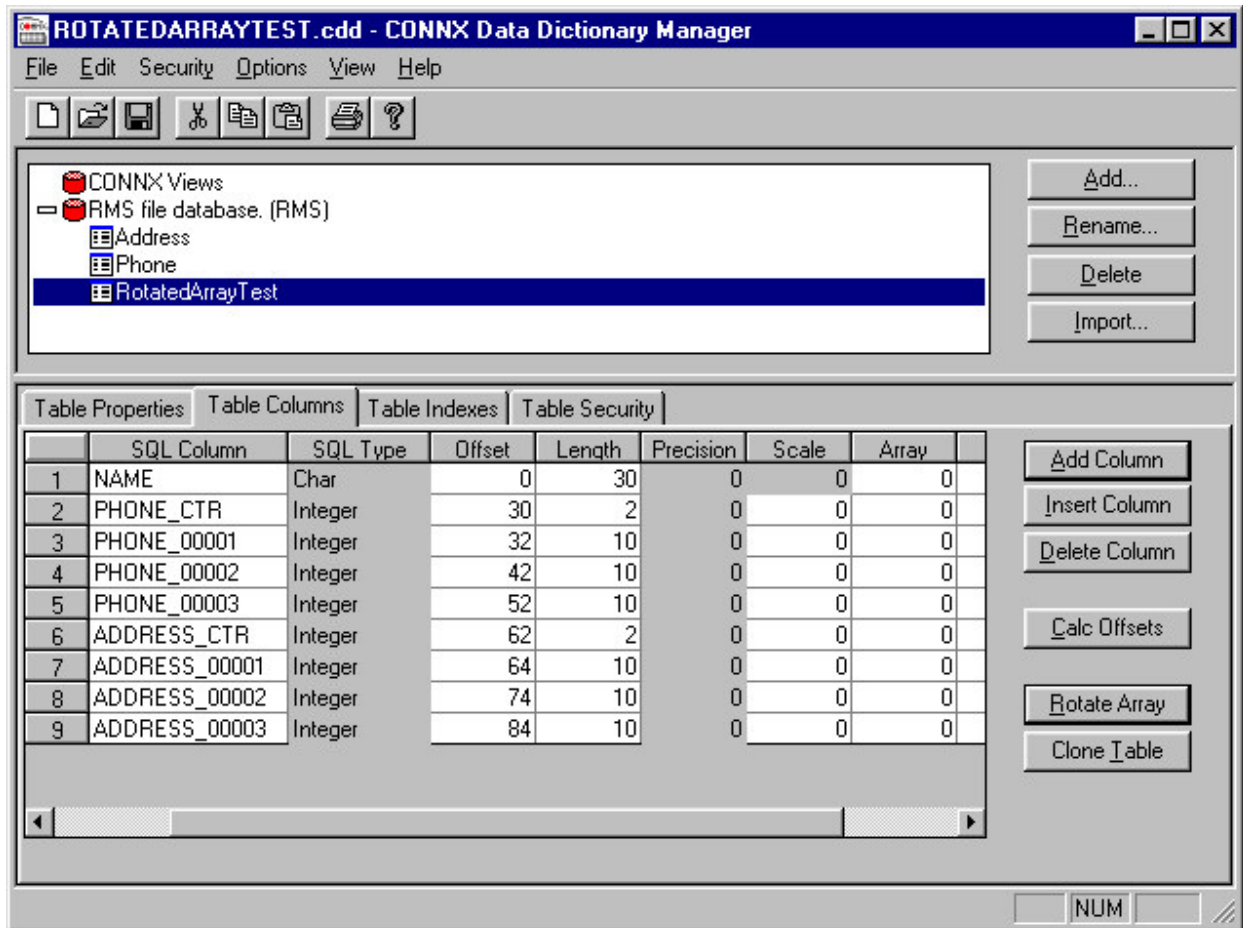 ROTATEDARRAYTEST.cdd - CONNX Data Dictionary Manager
File Edit Security Options View Help
CONNX Views
RMS file database. (RMS)
Address
Phone
RotatedArrayTest
Add...
Rename...
Delete
Import...
Table Properties Table Columns Table Indexes Table Security
SQL Column SQL Type Offset Length Precision Scale Array
1 NAME Char 0 30 0 0 0
2 PHONE_CTR Integer 30 2 0 0 0
3 PHONE_00001 Integer 32 10 0 0 0
4 PHONE_00002 Integer 42 10 0 0 0
5 PHONE_00003 Integer 52 10 0 0 0
6 ADDRESS_CTR Integer 62 2 0 0 0
7 ADDRESS_00001 Integer 64 10 0 0 0
8 ADDRESS_00002 Integer 74 10 0 0 0
9 ADDRESS_00003 Integer 84 10 0 0 0
Add Column
Insert Column
Delete Column
Calc Offsets
Rotate Array
Clone Table
NUM